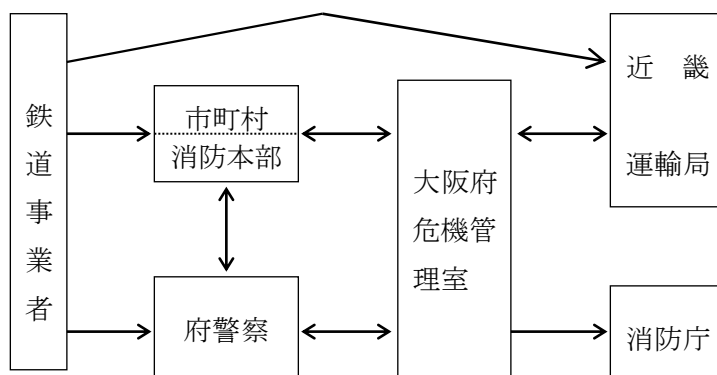 鉄道事業者
市町村
消防本部
府警察
大阪府
危機管
理室
近　畿
運輸局
消防庁